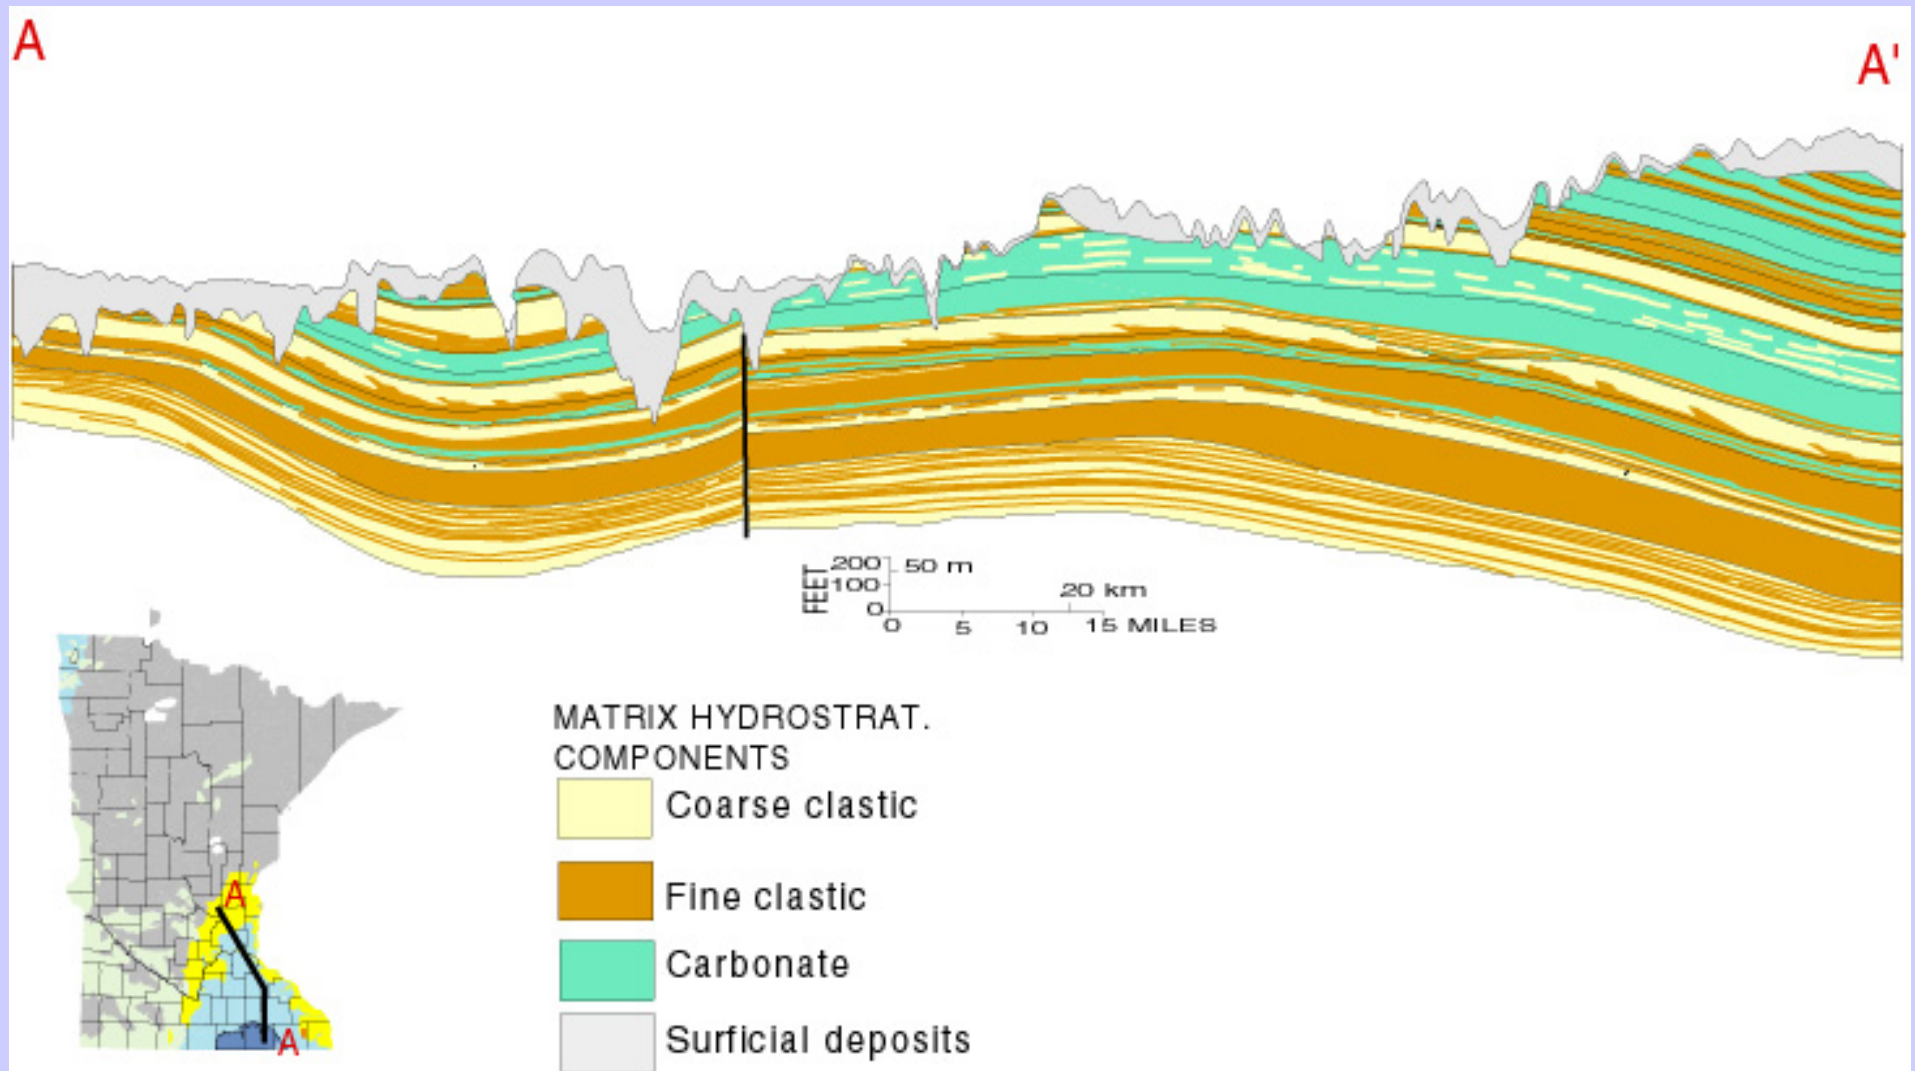 A
A'
200 50 m
FEET
100
20 km
0
0 5 10 15 MILES
MATRIX HYDROSTRAT.
COMPONENTS
Coarse clastic
Fine clastic
Carbonate
Surficial deposits
A
A'